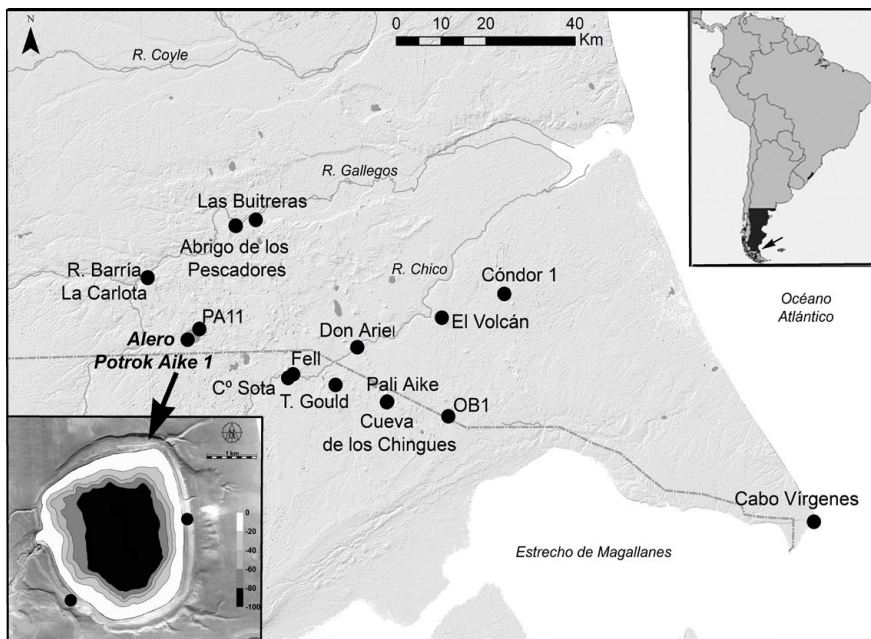 N
0 20 40
Km
R. Coyle
R. Gallegos
Las Buitreras
Abrigo de los
Pescadores
R. Barría
La Carlota
R. Chico
Cóndor 1
Océano
Atlántico
PA11
El Volcán
Alero
Potrok Aike 1
Don Ariel
Fell
Cº Sota
T. Gould
Pali Aike
Cueva
de los Chingues
OB1
Cabo Vírgenes
Estrecho de Magallanes
N
1 km
0
-20
-40
-60
-80
-100